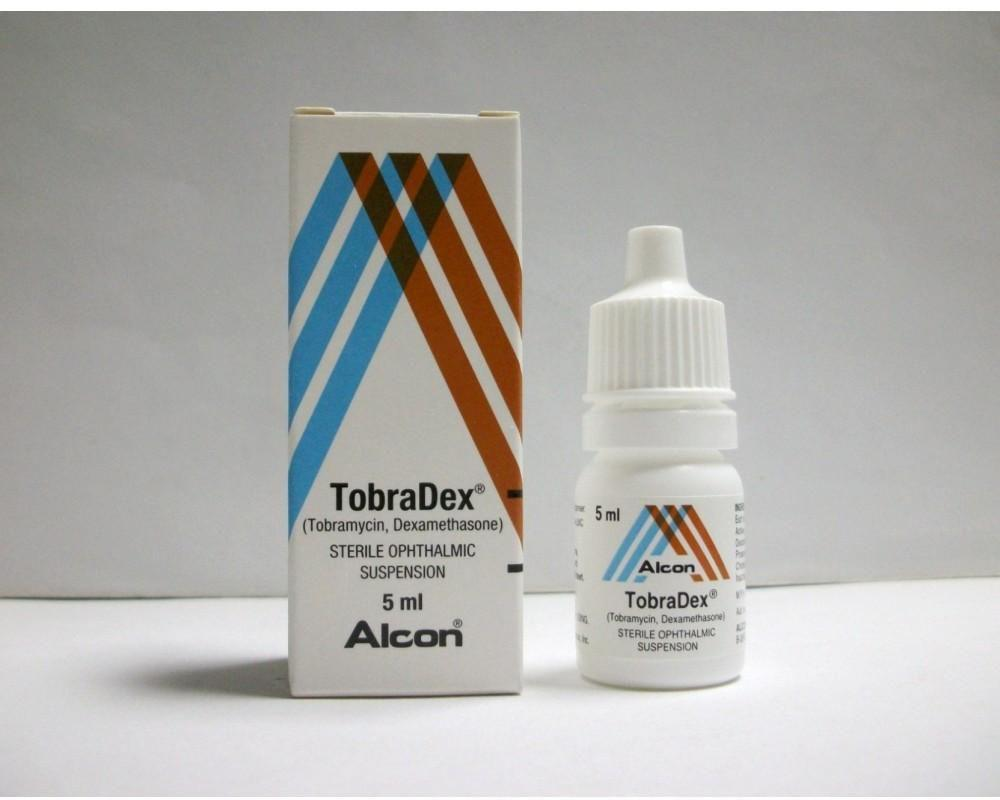 TobraDex®
(Tobramycin, Dexamethasone)
STERILE OPHTHALMIC
SUSPENSION
5 ml
Alcon®
5 ml
Alcon
TobraDex®
(Tobramycin, Dexamethasone)
STERILE OPHTHALMIC
SUSPENSION